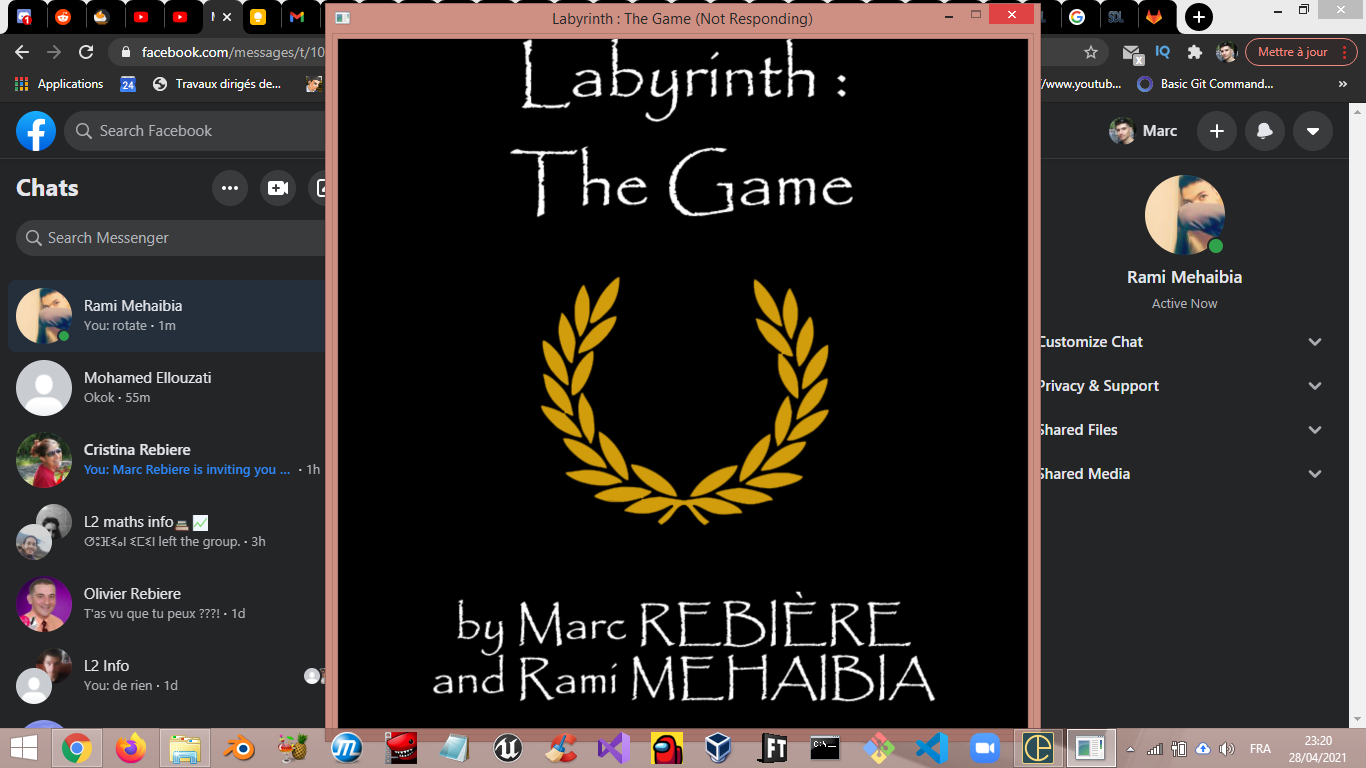 Labyrinth : The Game (Not Responding)
facebook.com/messages/t/10
Mettre à jour
Applications
24
Travaux dirigés de...
/www.youtub...
Basic Git Command...
»
Search Facebook
Marc
Chats
Search Messenger
Rami Mehaibia
You: rotate · 1m
Mohamed Ellouzati
Okok · 55m
Cristina Rebiere
You: Marc Rebiere is inviting you ... · 1h
L2 maths info
left the group. · 3h
Olivier Rebiere
T'as vu que tu peux ???! · 1d
L2 Info
You: de rien · 1d
Labyrinth :
The Game
by Marc REBIÈRE
and Rami MEHAIBIA
Rami Mehaibia
Active Now
Customize Chat
Privacy & Support
Shared Files
Shared Media
FRA
23:20
28/04/2021